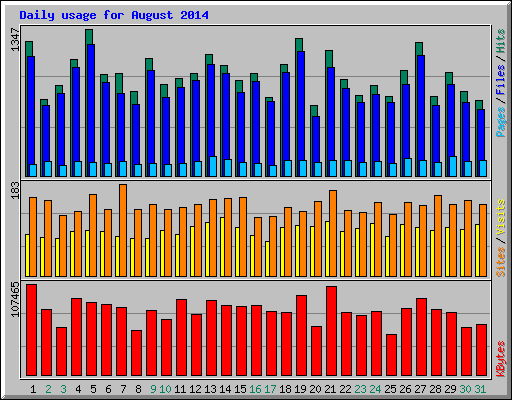 Daily usage for August 2014
1347
Pages / Files / Hits
183
Sites / Visits
107465
KBytes
1 2 3 4 5 6 7 8 9 10 11 12 13 14 15 16 17 18 19 20 21 22 23 24 25 26 27 28 29 30 31